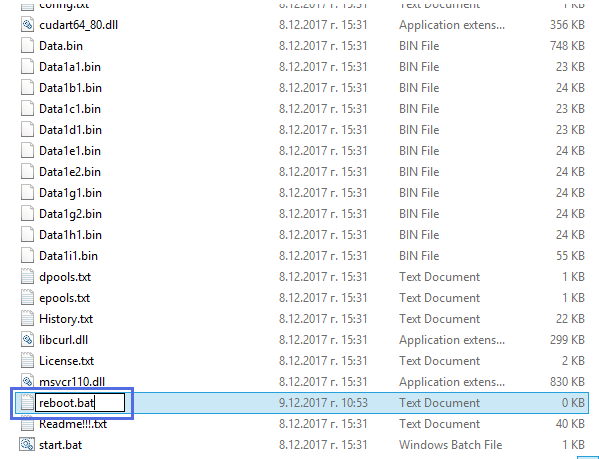 config.txt 8.12.2017 г. 15:31 Text Document 1 KB
cudart64_80.dll 8.12.2017 г. 15:31 Application extens... 356 KB
Data.bin 8.12.2017 г. 15:31 BIN File 748 KB
Data1a1.bin 8.12.2017 г. 15:31 BIN File 23 KB
Data1b1.bin 8.12.2017 г. 15:31 BIN File 24 KB
Data1c1.bin 8.12.2017 г. 15:31 BIN File 23 KB
Data1d1.bin 8.12.2017 г. 15:31 BIN File 23 KB
Data1e1.bin 8.12.2017 г. 15:31 BIN File 24 KB
Data1e2.bin 8.12.2017 г. 15:31 BIN File 24 KB
Data1g1.bin 8.12.2017 г. 15:31 BIN File 24 KB
Data1g2.bin 8.12.2017 г. 15:31 BIN File 24 KB
Data1h1.bin 8.12.2017 г. 15:31 BIN File 24 KB
Data1i1.bin 8.12.2017 г. 15:31 BIN File 55 KB
dpools.txt 8.12.2017 г. 15:31 Text Document 1 KB
epools.txt 8.12.2017 г. 15:31 Text Document 1 KB
History.txt 8.12.2017 г. 15:31 Text Document 22 KB
libcurl.dll 8.12.2017 г. 15:31 Application extens... 299 KB
License.txt 8.12.2017 г. 15:31 Text Document 2 KB
msvcr110.dll 8.12.2017 г. 15:31 Application extens... 830 KB
reboot.bat 9.12.2017 г. 10:53 Text Document 0 KB
Readme!!!.txt 8.12.2017 г. 15:31 Text Document 40 KB
start.bat 8.12.2017 г. 15:31 Windows Batch File 1 KB